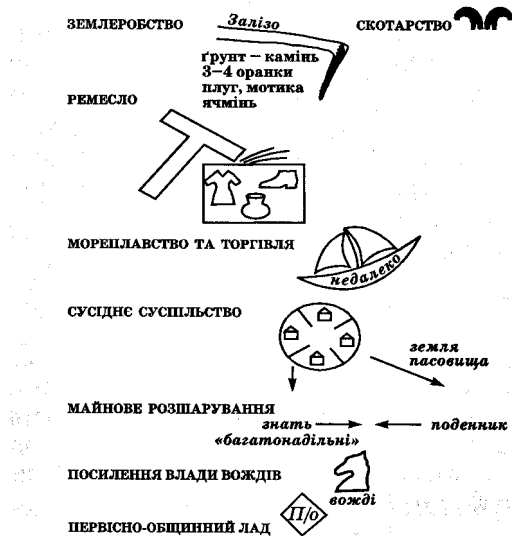 ЗЕМЛЕРОБСТВО
Залізо
СКОТАРСТВО
ґрунт – камінь
3–4 оранки
плуг, мотика
ячмінь
РЕМЕСЛО
МОРЕПЛАВСТВО ТА ТОРГІВЛЯ
недалеко
СУСІДНЄ СУСПІЛЬСТВО
земля
пасовища
МАЙНОВЕ РОЗШАРУВАННЯ
знать
поденник
«багатонадільні»
ПОСИЛЕННЯ ВЛАДИ ВОЖДІВ
вожді
П/о
ПЕРВІСНО-ОБЩИННИЙ ЛАД